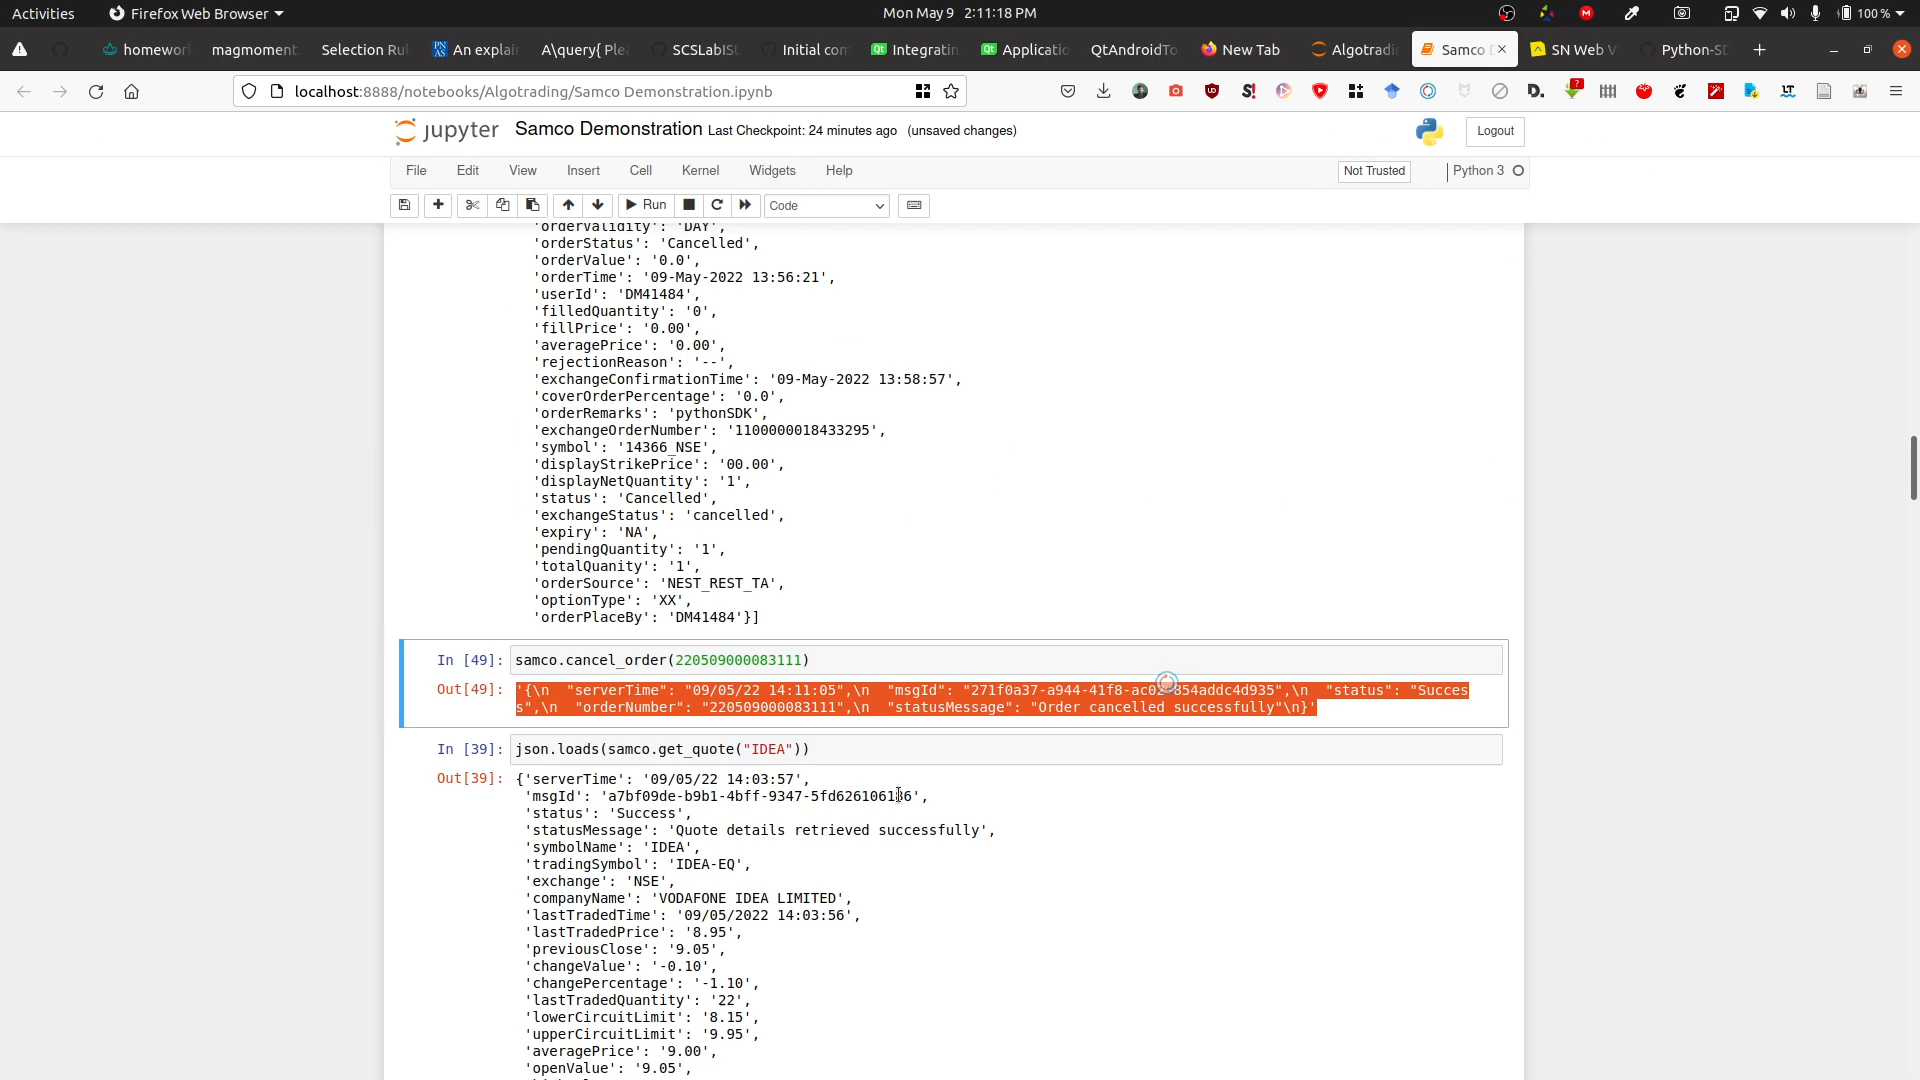 Activities Firefox Web Browser Mon May 9 2:11:18 PM 100 %
homewor magmoment Selection Rul An explai A\query{ Ple SCSLabIS Initial con Integratin Applicatio QtAndroidTo New Tab Algotradi Samco SN Web V Python-SD
localhost:8888/notebooks/Algotrading/Samco Demonstration.ipynb
jupyter Samco Demonstration Last Checkpoint: 24 minutes ago (unsaved changes) Logout
File Edit View Insert Cell Kernel Widgets Help Not Trusted Python 3
Run Code
'orderValidity': 'DAY',
'orderStatus': 'Cancelled',
'orderValue': '0.0',
'orderTime': '09-May-2022 13:56:21',
'userId': 'DM41484',
'filledQuantity': '0',
'fillPrice': '0.00',
'averagePrice': '0.00',
'rejectionReason': '--',
'exchangeConfirmationTime': '09-May-2022 13:58:57',
'coverOrderPercentage': '0.0',
'orderRemarks': 'pythonSDK',
'exchangeOrderNumber': '1100000018433295',
'symbol': '14366_NSE',
'displayStrikePrice': '00.00',
'displayNetQuantity': '1',
'status': 'Cancelled',
'exchangeStatus': 'cancelled',
'expiry': 'NA',
'pendingQuantity': '1',
'totalQuanity': '1',
'orderSource': 'NEST_REST_TA',
'optionType': 'XX',
'orderPlaceBy': 'DM41484'}]
In [49]: samco.cancel_order(220509000083111)
Out[49]: '{\n "serverTime": "09/05/22 14:11:05",\n "msgId": \n "status": "Succes
s",\n "orderNumber": "220509000083111",\n "statusMessage": "Order cancelled successfully"\n}'
In [39]: json.loads(samco.get_quote("IDEA"))
Out[39]: {'serverTime': '09/05/22 14:03:57',
'msgId': 'a7bf09de-b9b1-4bff-9347-5fd626106136',
'status': 'Success',
'statusMessage': 'Quote details retrieved successfully',
'symbolName': 'IDEA',
'tradingSymbol': 'IDEA-EQ',
'exchange': 'NSE',
'companyName': 'VODAFONE IDEA LIMITED',
'lastTradedTime': '09/05/2022 14:03:56',
'lastTradedPrice': '8.95',
'previousClose': '9.05',
'changeValue': '-0.10',
'changePercentage': '-1.10',
'lastTradedQuantity': '22',
'lowerCircuitLimit': '8.15',
'upperCircuitLimit': '9.95',
'averagePrice': '9.00',
'openValue': '9.05',